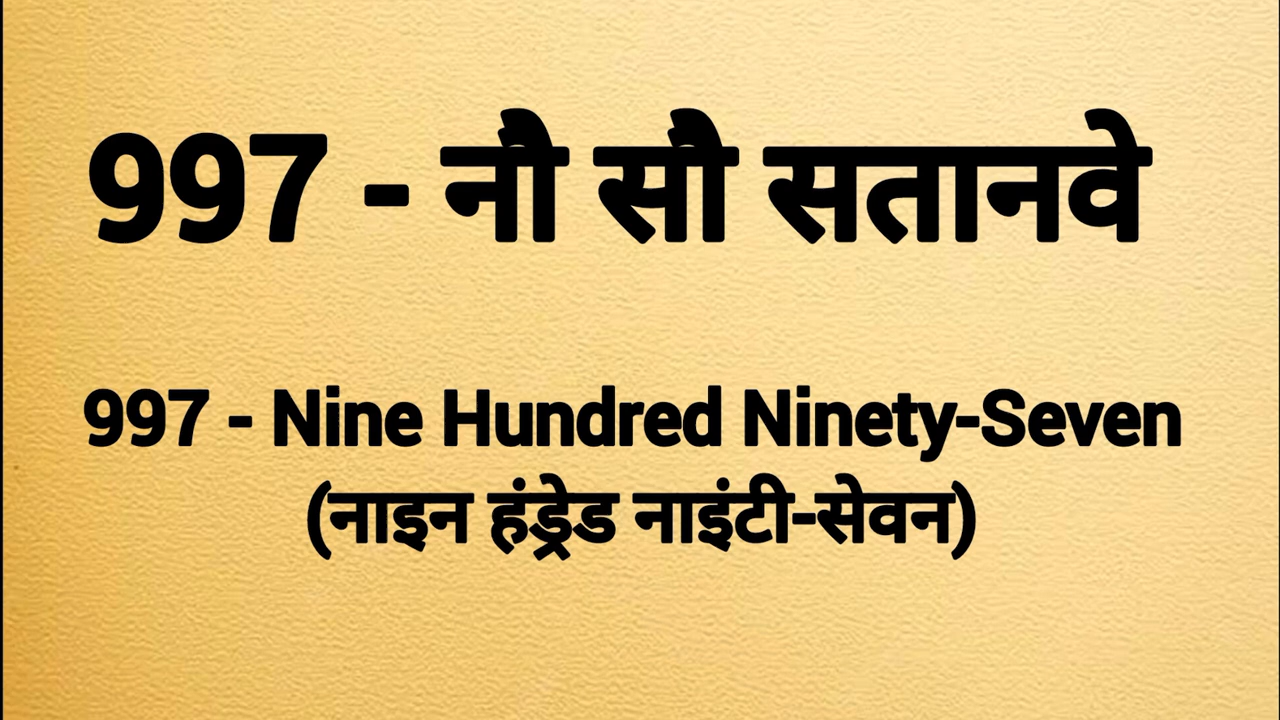 997 - नौ सौ सतानवे
997 - Nine Hundred Ninety-Seven
(नाइन हंड्रेड नाइंटी-सेवन)